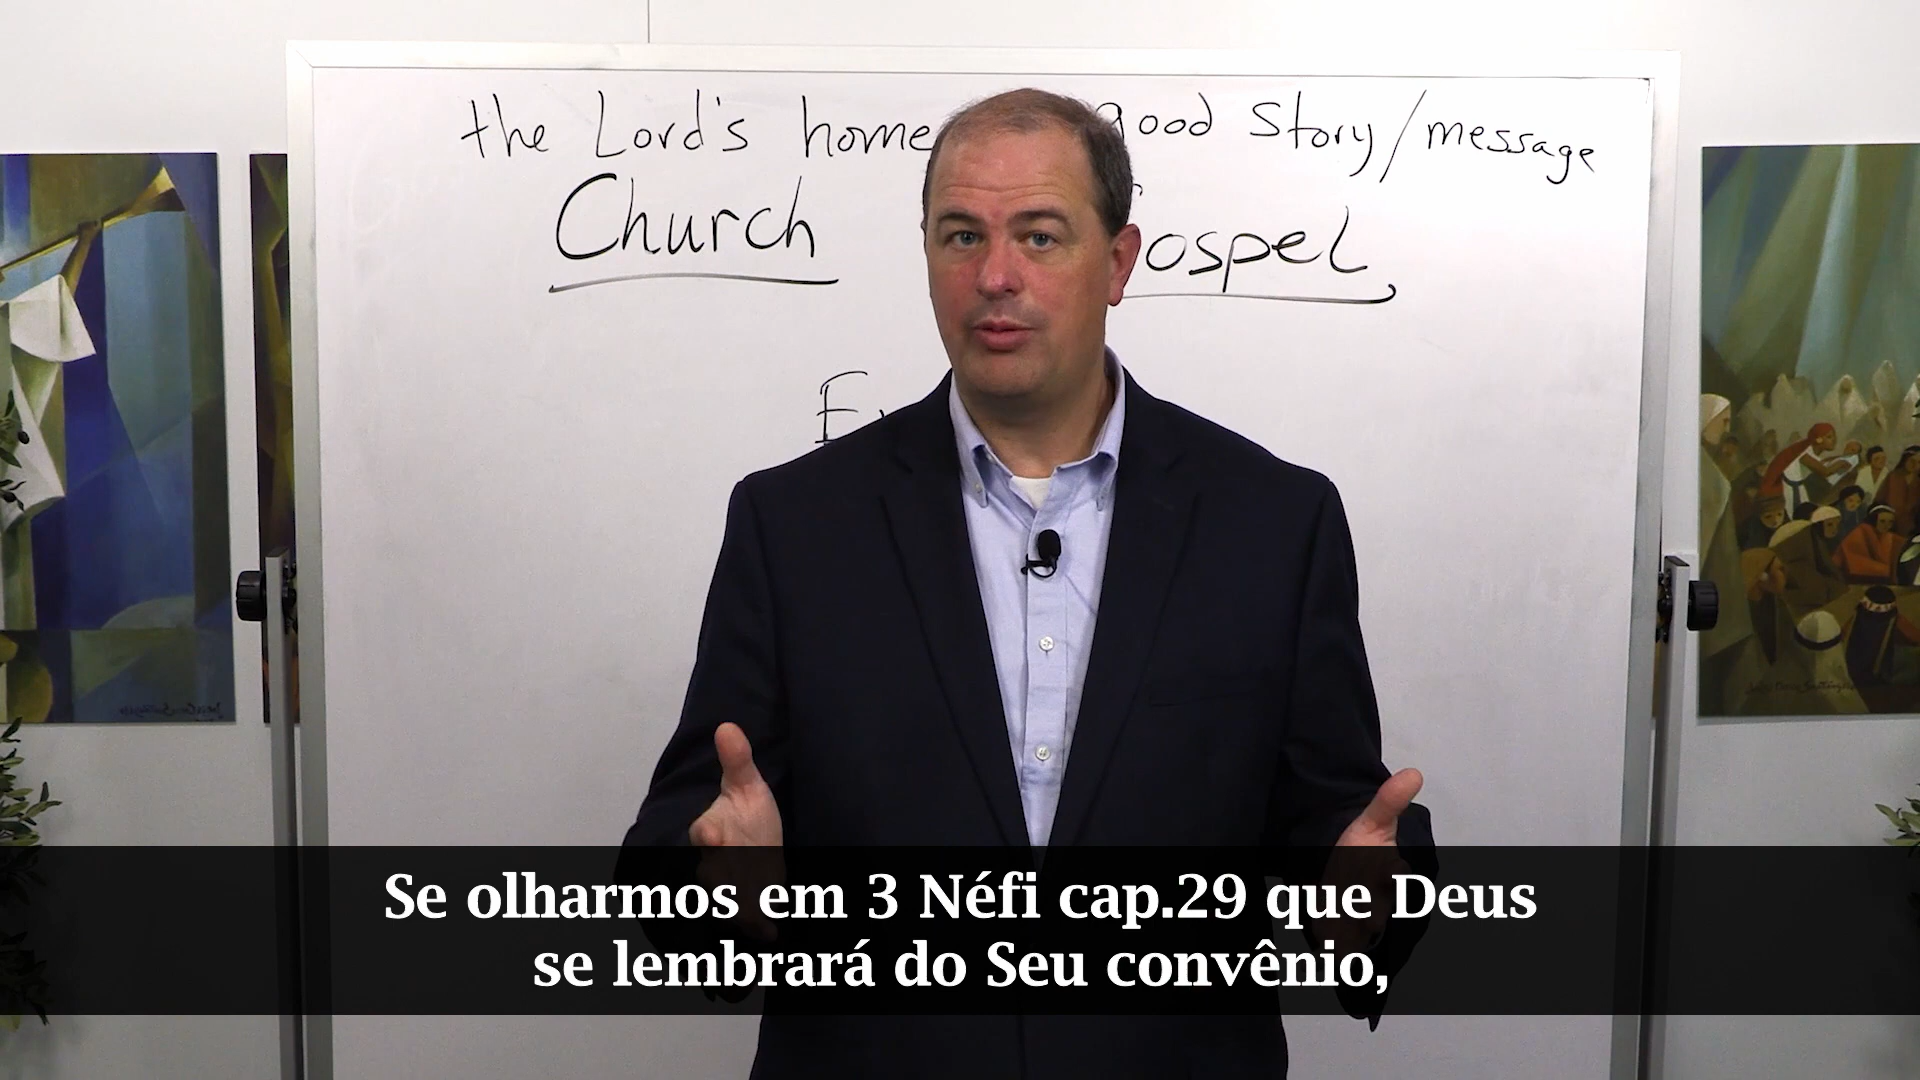 the Lord's home good Story/message
Church ospel
E
Se olharmos em 3 Néfi cap.29 que Deus
se lembrará do Seu convênio,